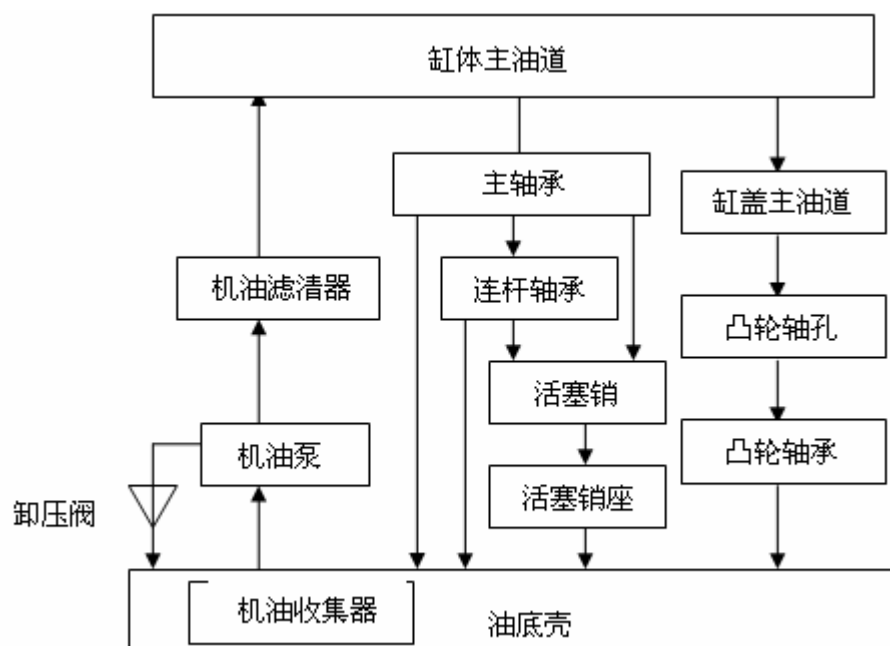 缸体主油道
主轴承
缸盖主油道
机油滤清器
连杆轴承
凸轮轴孔
活塞销
机油泵
凸轮轴承
活塞销座
卸压阀
机油收集器
油底壳